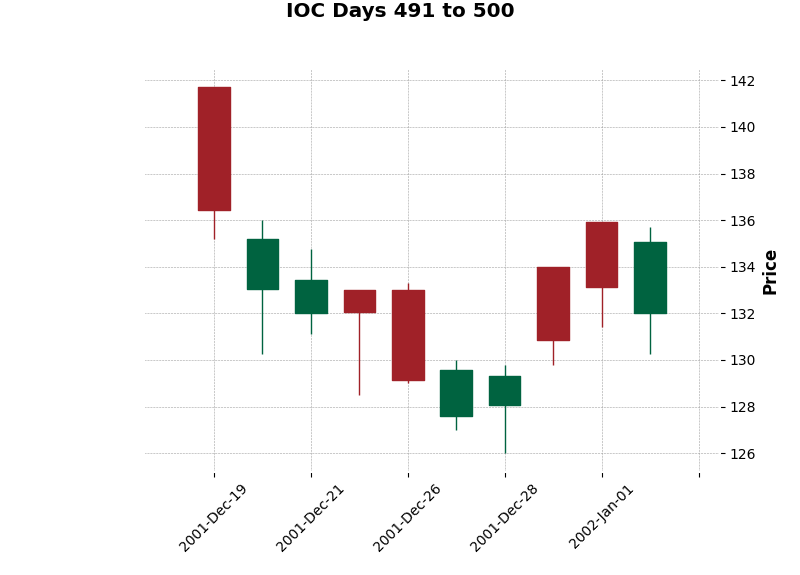 IOC Days 491 to 500
142
140
138
136
134
132
130
128
126
Price
2001-Dec-19
2001-Dec-21
2001-Dec-26
2001-Dec-28
2002-Jan-01